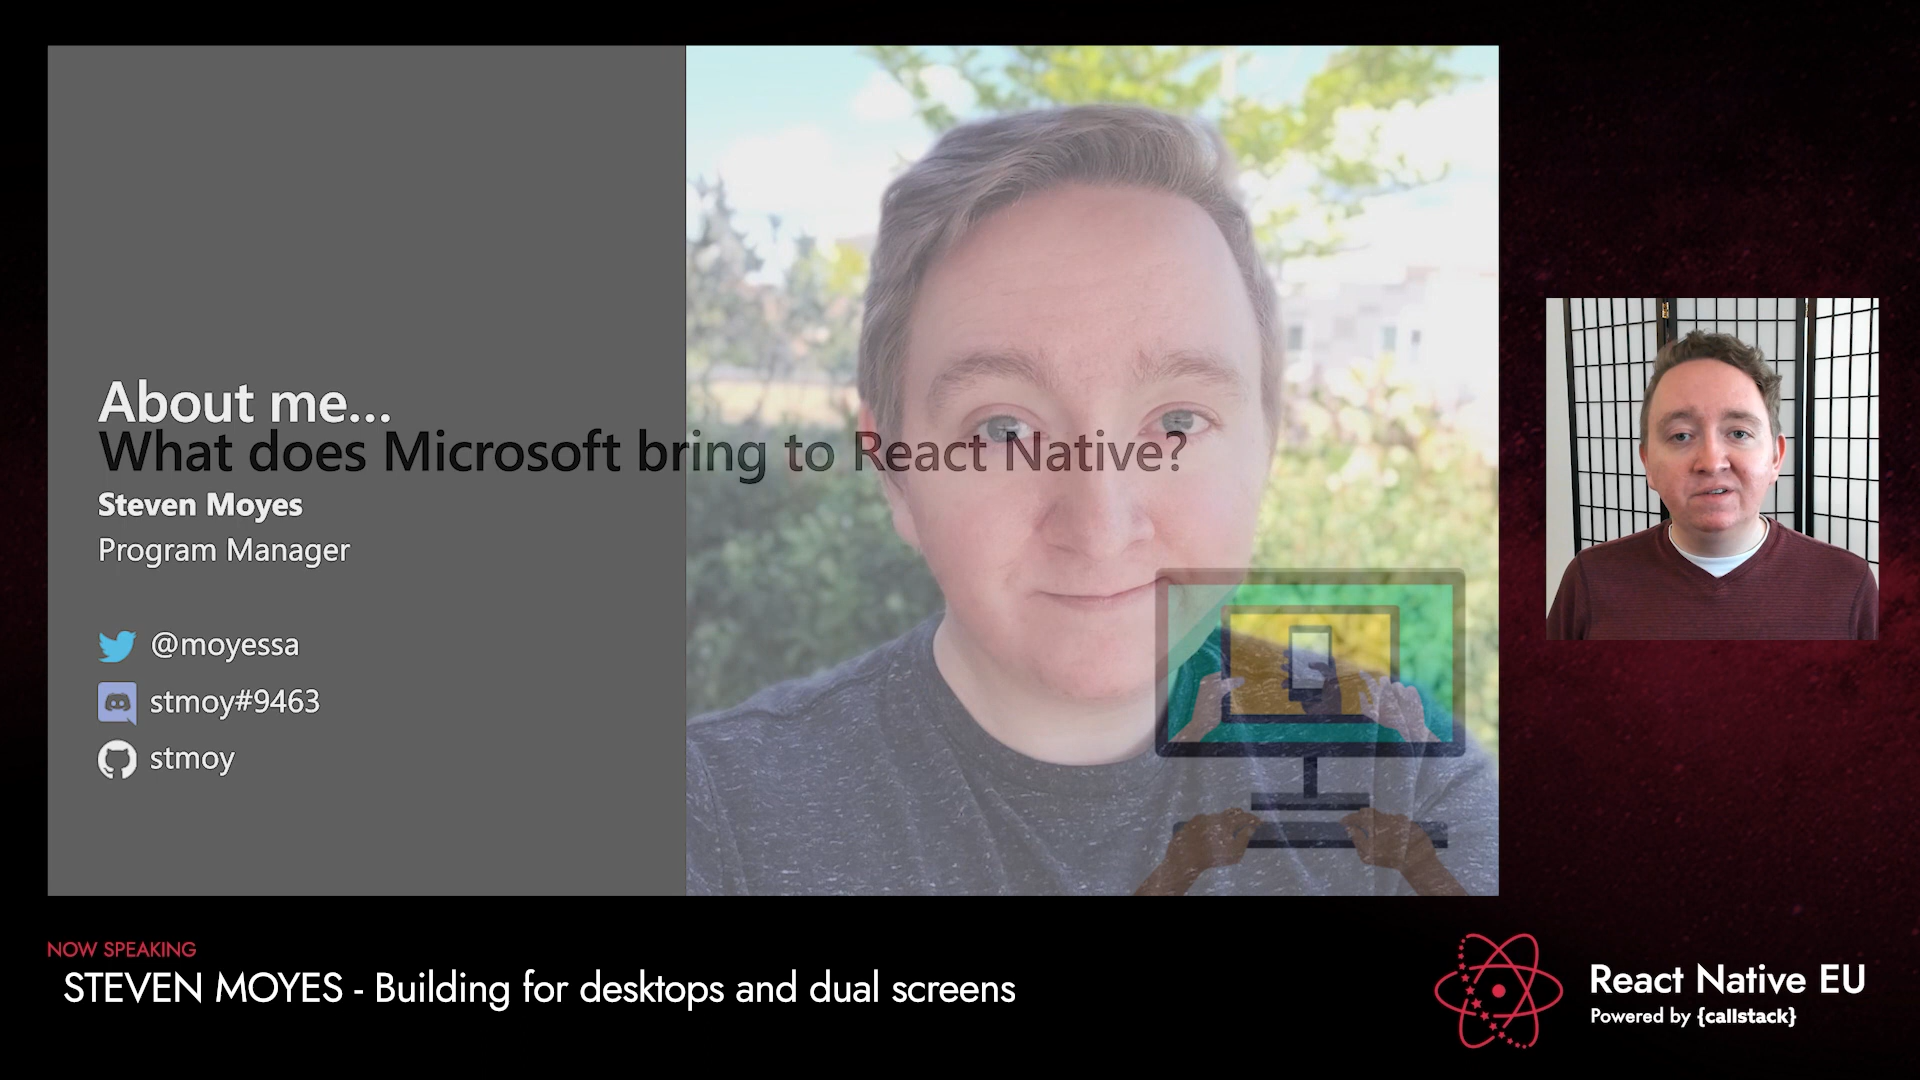 About me...
What does Microsoft bring to React Native?
Steven Moyes
Program Manager
@moyessa
stmoy#9463
stmoy
NOW SPEAKING
STEVEN MOYES - Building for desktops and dual screens
React Native EU
Powered by {callstack}